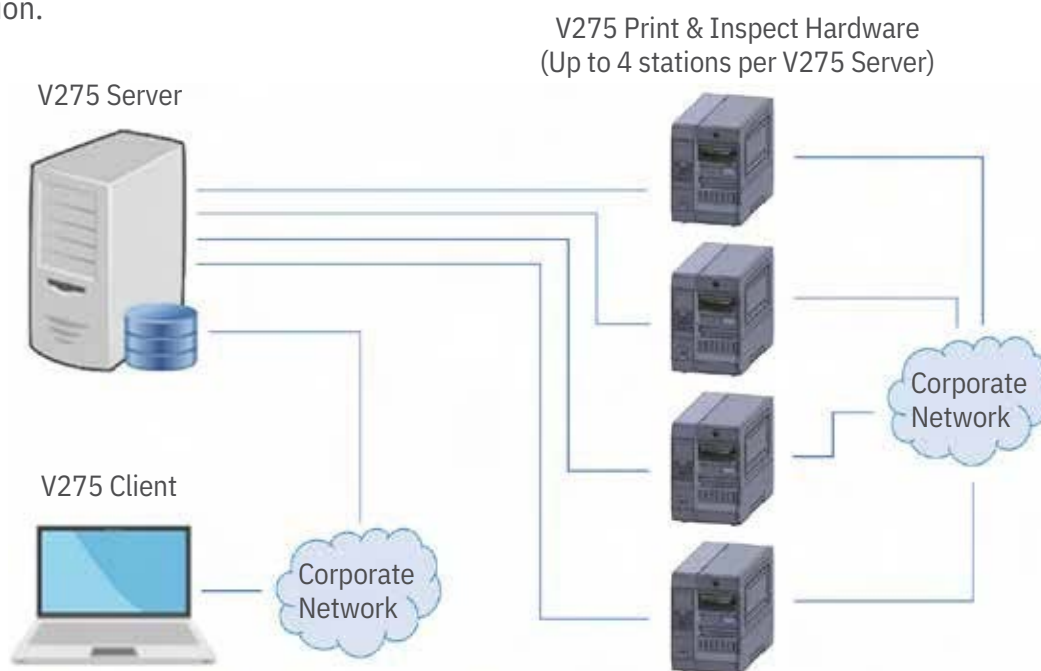 ion.
V275 Print & Inspect Hardware
(Up to 4 stations per V275 Server)
V275 Server
Corporate
Network
V275 Client
Corporate
Network